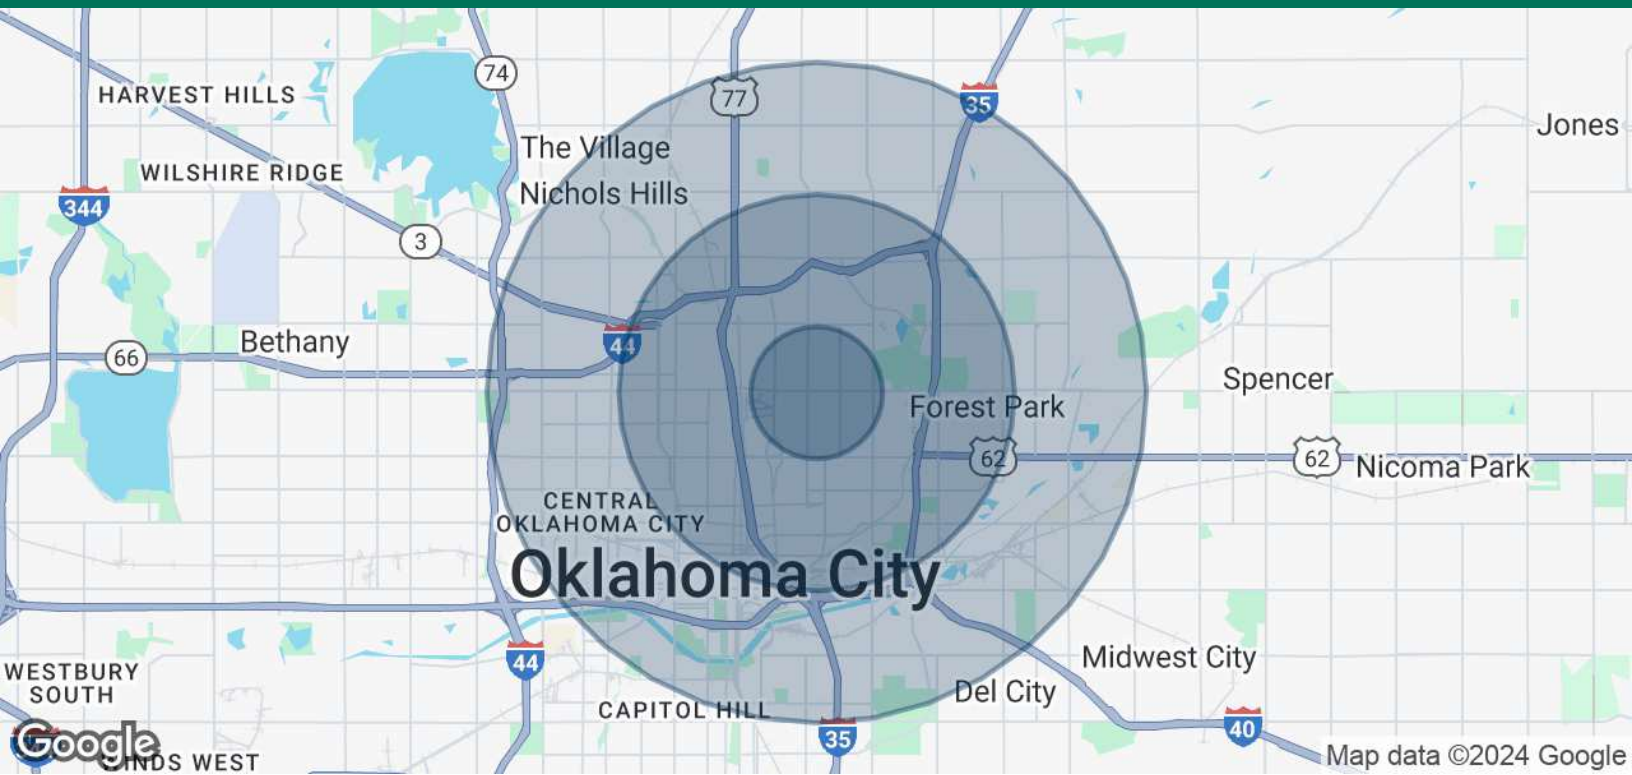 74
77
35
HARVEST HILLS
Jones
The Village
WILSHIRE RIDGE
Nichols Hills
344
3
Bethany
44
66
Spencer
Forest Park
62
62
Nicoma Park
CENTRAL
OKLAHOMA CITY
Oklahoma City
44
Midwest City
WESTBURY
SOUTH
Del City
CAPITOL HILL
40
35
Google
INDS WEST
Map data ©2024 Google